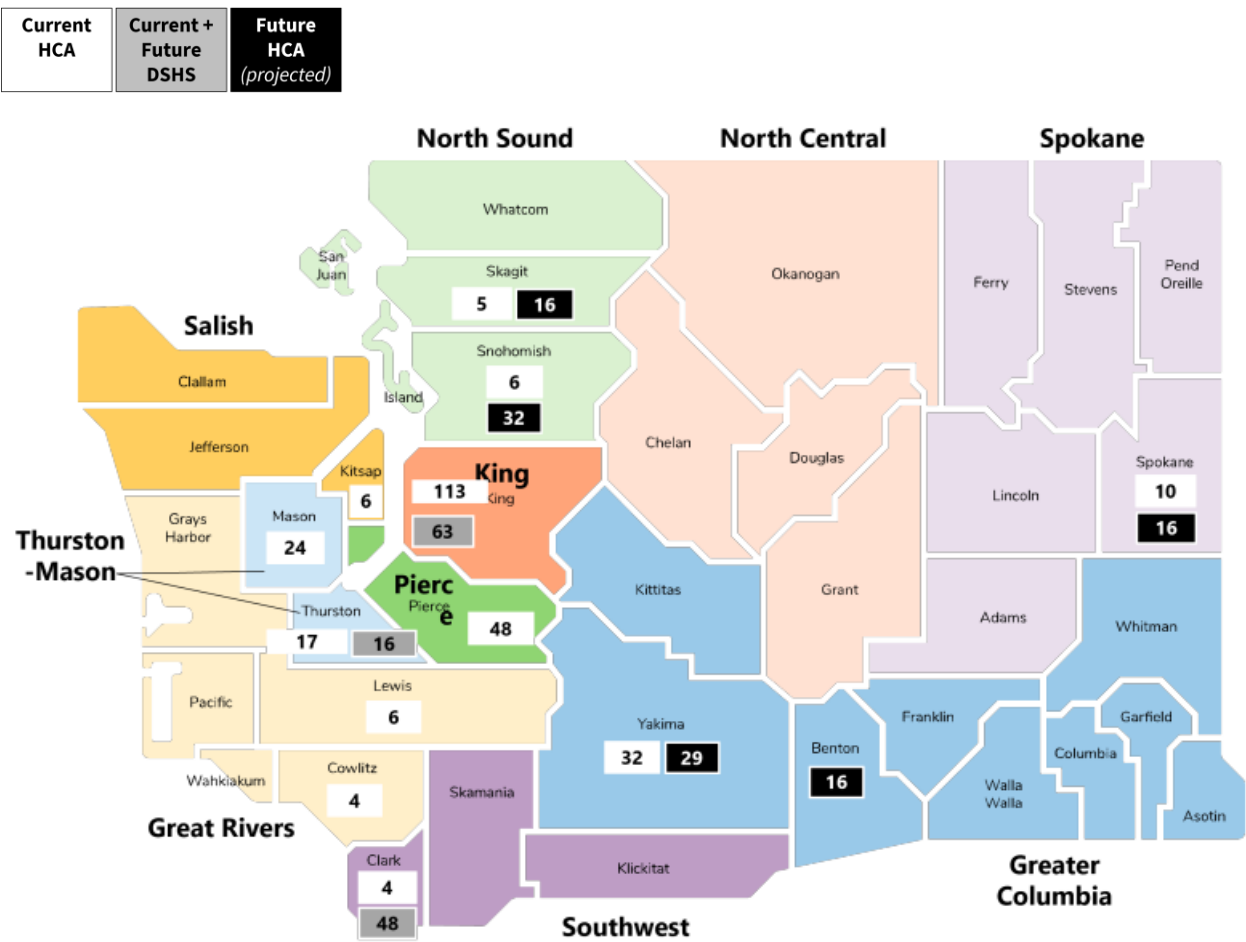 Current
HCA
Current +
Future
DSHS
Future
HCA
(projected)
North Sound
North Central
Spokane
Whatcom
San
Juan
Skagit
5
16
Okanogan
Ferry
Stevens
Pend
Oreille
Salish
Clallam
Snohomish
6
32
Island
Jefferson
Kitsap
6
Chelan
Douglas
Spokane
10
16
Lincoln
King
113
King
63
Grays
Harbor
Mason
24
Thurston
-Mason
Kittitas
Grant
Adams
Whitman
Pierc
e
Pierce
48
Thurston
17
16
Pacific
Lewis
6
Yakima
32
29
Franklin
Garfield
Benton
16
Columbia
Walla
Walla
Asotin
Wahkiakum
Cowlitz
4
Skamania
Great Rivers
Clark
4
48
Klickitat
Southwest
Greater
Columbia